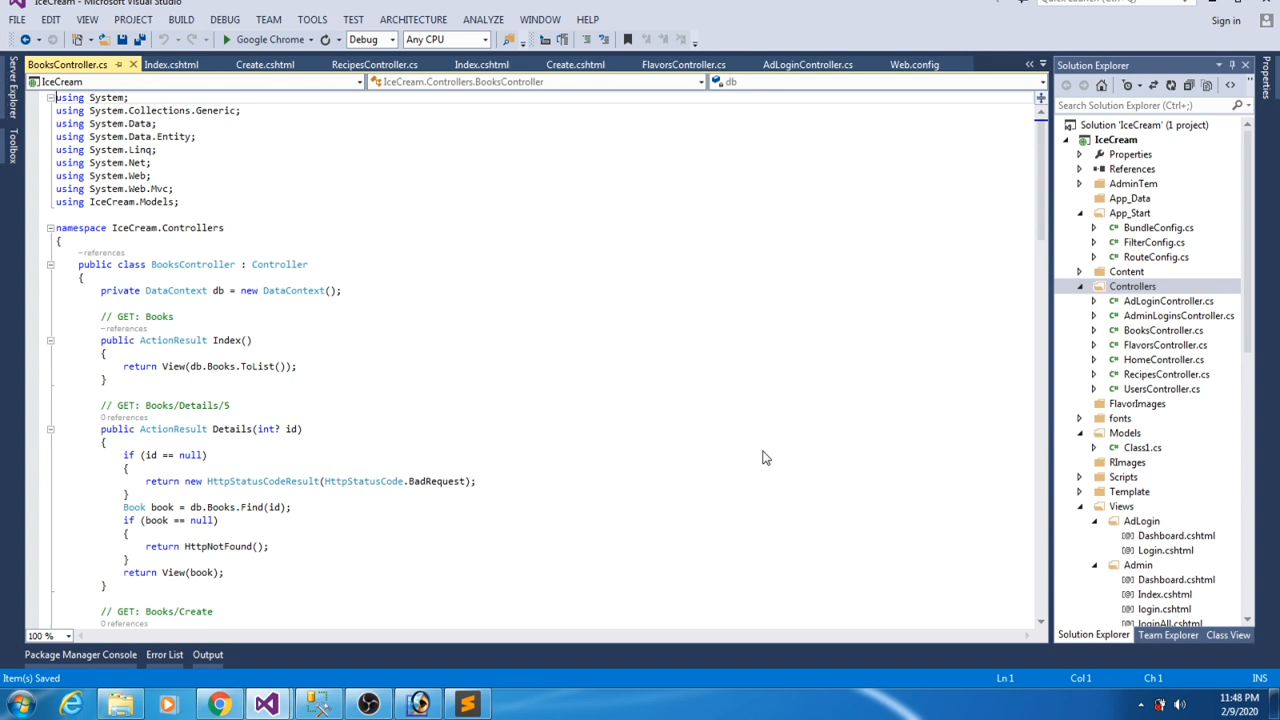 IceCream - Microsoft Visual Studio
Quick Launch (Ctrl+Q)
FILE EDIT VIEW PROJECT BUILD DEBUG TEAM TOOLS TEST ARCHITECTURE ANALYZE WINDOW HELP
Sign in
Google Chrome Debug Any CPU
BooksController.cs Index.cshtml Create.cshtml RecipesController.cs Index.cshtml Create.cshtml FlavorsController.cs AdLoginController.cs Web.config
IceCream IceCream.Controllers.BooksController db
Server Explorer
Toolbox
using System;
using System.Collections.Generic;
using System.Data;
using System.Data.Entity;
using System.Linq;
using System.Net;
using System.Web;
using System.Web.Mvc;
using IceCream.Models;
namespace IceCream.Controllers
{
– references
public class BooksController : Controller
{
private DataContext db = new DataContext();
// GET: Books
– references
public ActionResult Index()
{
return View(db.Books.ToList());
}
// GET: Books/Details/5
0 references
public ActionResult Details(int? id)
{
if (id == null)
{
return new HttpStatusCodeResult(HttpStatusCode.BadRequest);
}
Book book = db.Books.Find(id);
if (book == null)
{
return HttpNotFound();
}
return View(book);
}
// GET: Books/Create
0 references
100 %
Solution Explorer
Search Solution Explorer (Ctrl+;)
Solution 'IceCream' (1 project)
IceCream
Properties
References
AdminTem
App_Data
App_Start
BundleConfig.cs
FilterConfig.cs
RouteConfig.cs
Content
Controllers
AdLoginController.cs
AdminLoginsController.cs
BooksController.cs
FlavorsController.cs
HomeController.cs
RecipesController.cs
UsersController.cs
FlavorImages
fonts
Models
Class1.cs
RImages
Scripts
Template
Views
AdLogin
Dashboard.cshtml
Login.cshtml
Admin
Dashboard.cshtml
Index.cshtml
login.cshtml
loginAll.cshtml
Solution Explorer Team Explorer Class View
Properties
Package Manager Console Error List Output
Item(s) Saved Ln 1 Col 1 Ch 1 INS
11:48 PM
2/9/2020